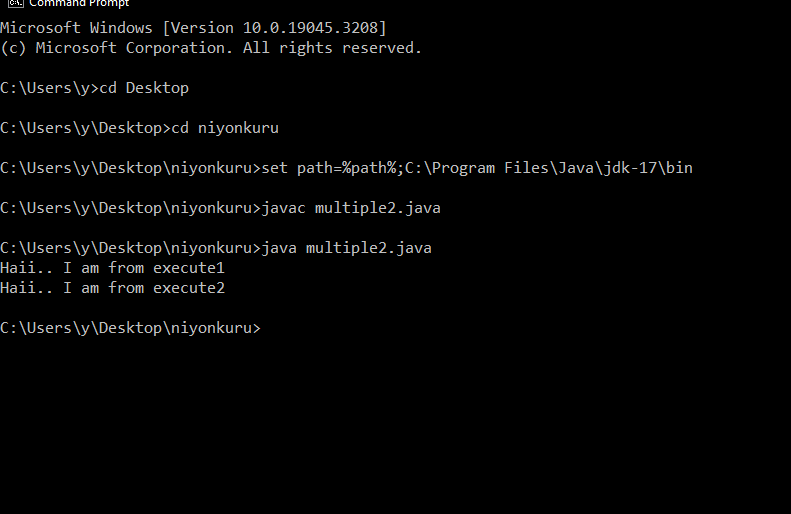 Command Prompt
Microsoft Windows [Version 10.0.19045.3208]
(c) Microsoft Corporation. All rights reserved.
C:\Users\y>cd Desktop
C:\Users\y\Desktop>cd niyonkuru
C:\Users\y\Desktop\niyonkuru>set path=%path%;C:\Program Files\Java\jdk-17\bin
C:\Users\y\Desktop\niyonkuru>javac multiple2.java
C:\Users\y\Desktop\niyonkuru>java multiple2.java
Haii.. I am from execute1
Haii.. I am from execute2
C:\Users\y\Desktop\niyonkuru>